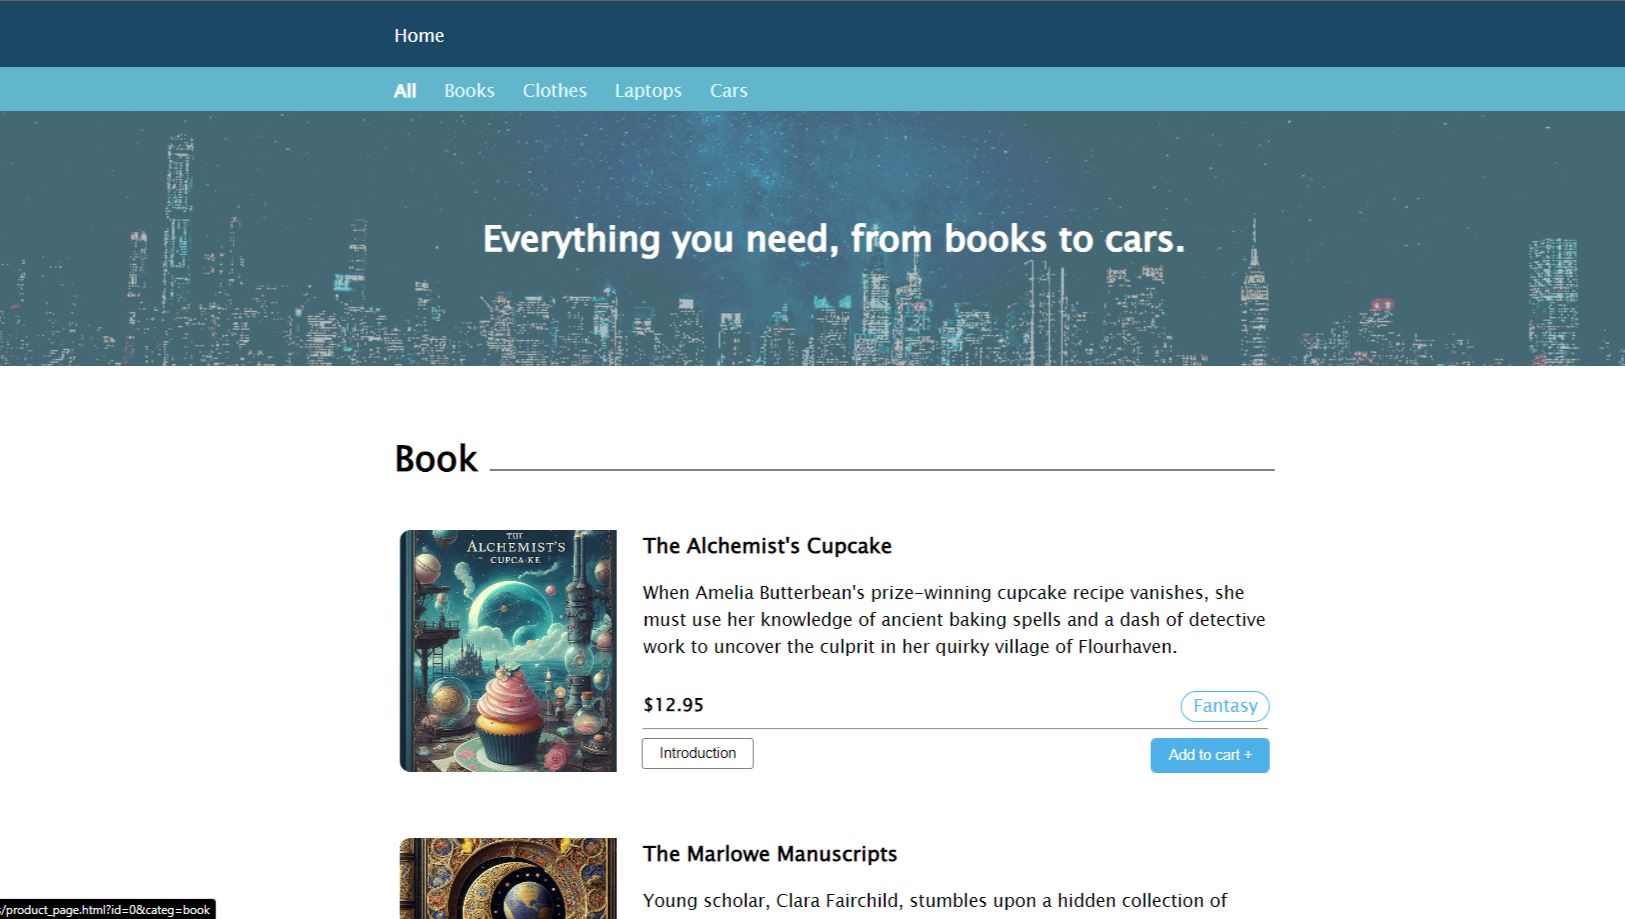 Home
All Books Clothes Laptops Cars
Everything you need, from books to cars.
Book
THE
ALCHEMIST'S
CUPCA·KE
The Alchemist's Cupcake
When Amelia Butterbean's prize-winning cupcake recipe vanishes, she
must use her knowledge of ancient baking spells and a dash of detective
work to uncover the culprit in her quirky village of Flourhaven.
$12.95
Fantasy
Introduction
Add to cart +
The Marlowe Manuscripts
Young scholar, Clara Fairchild, stumbles upon a hidden collection of
/product_page.html?id=0&categ=book